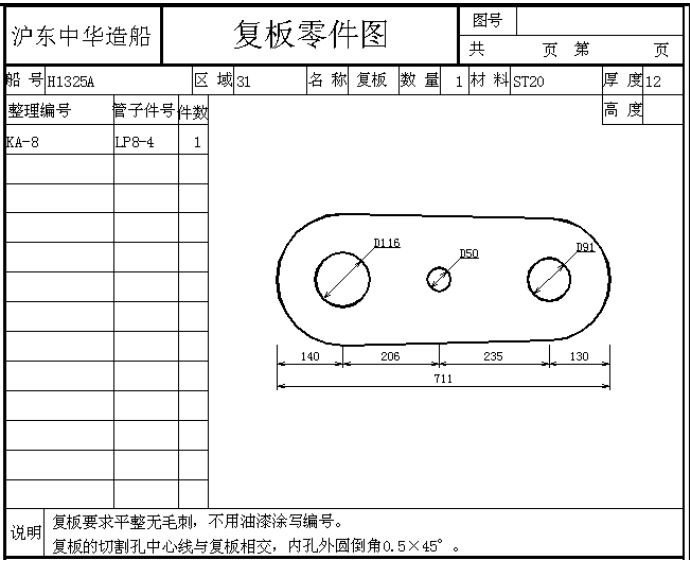 沪东中华造船
复板零件图
图号
共 页 第 页
船 号 H1325A 区 域 31 名 称 复板 数 量 1 材 料 ST20 厚 度 12
整理编号 管子件号 件数 高 度
KA-8 LP8-4 1
D116
D50
D91
140 206 235 130
711
说明
复板要求平整无毛刺，不用油漆涂写编号。
复板的切割孔中心线与复板相交，内孔外圆倒角0.5×45°。